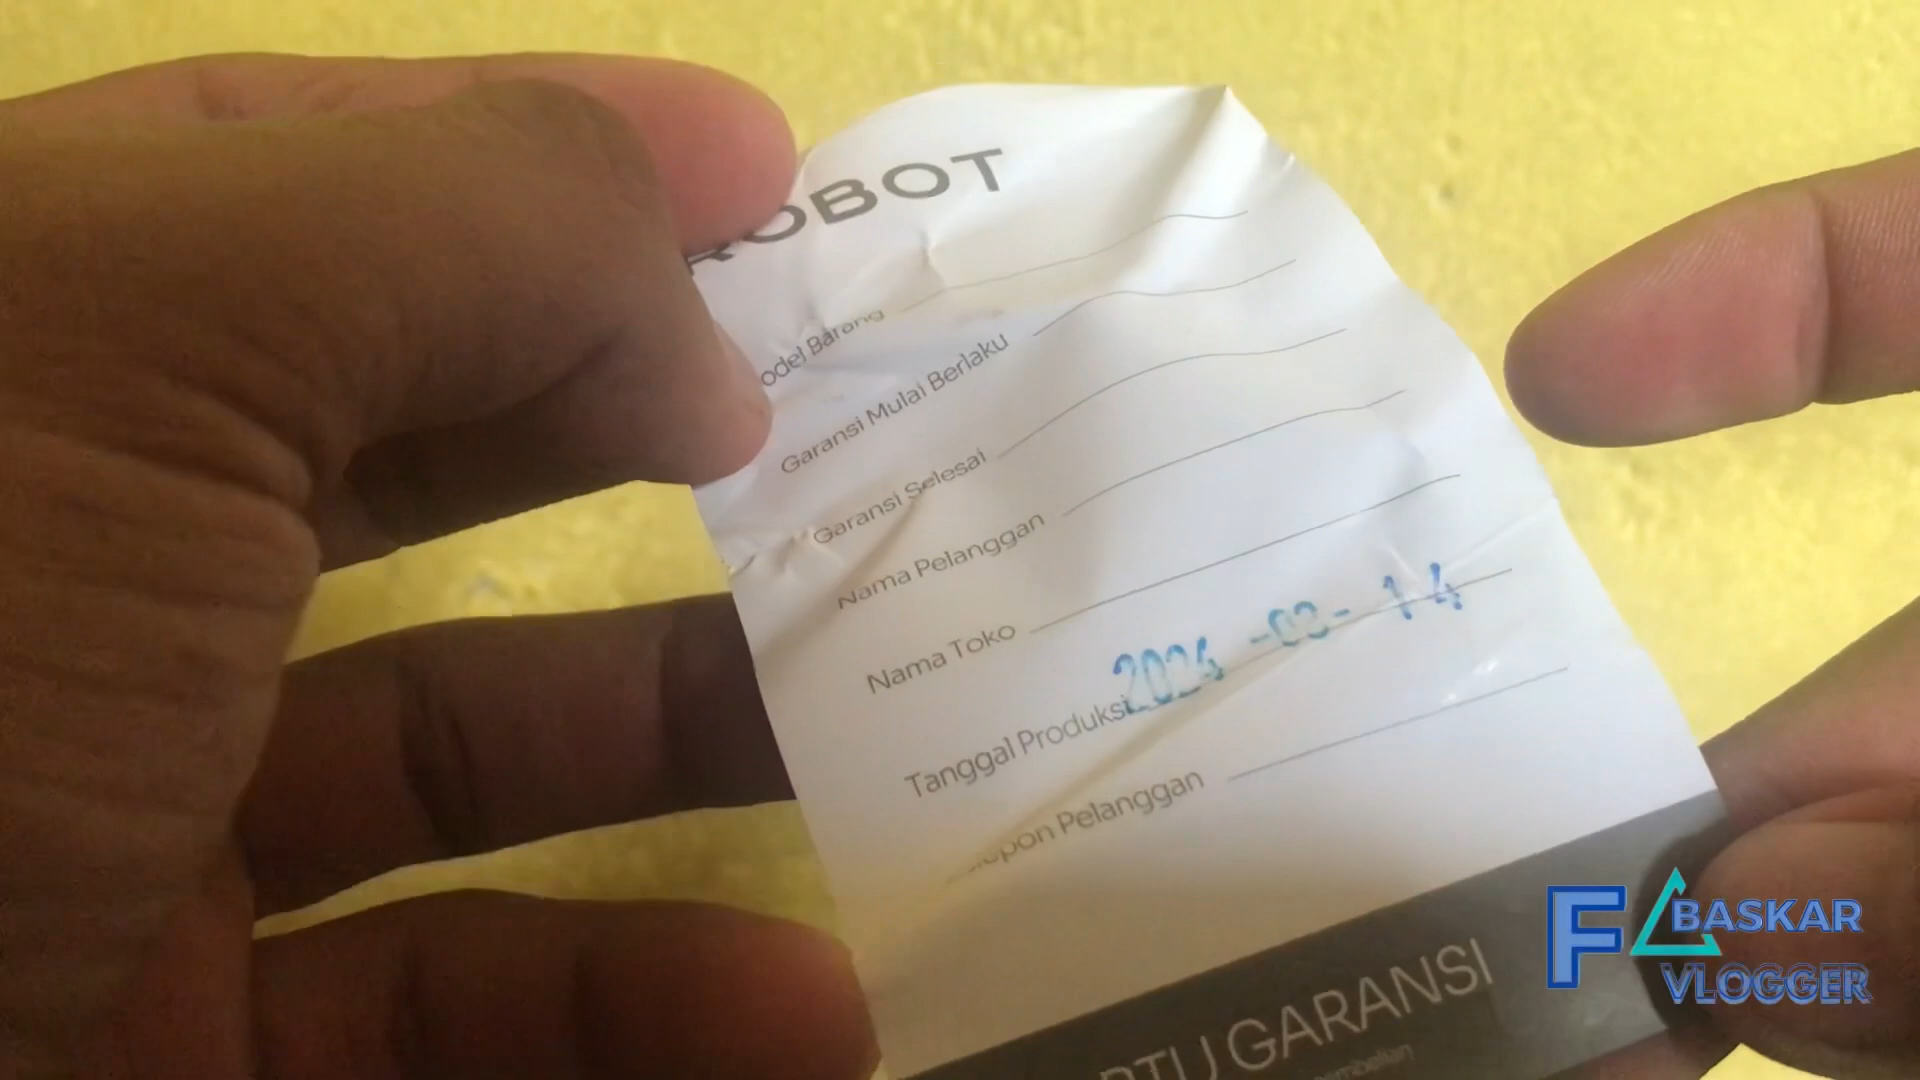 ROBOT
odel Barang
Garansi Mulai Berlaku
Garansi Selesai
Nama Pelanggan
Nama Toko
Tanggal Produksi 2024 -03- 14
Pelanggan
GARANSI
F BASKAR
VLOGGER